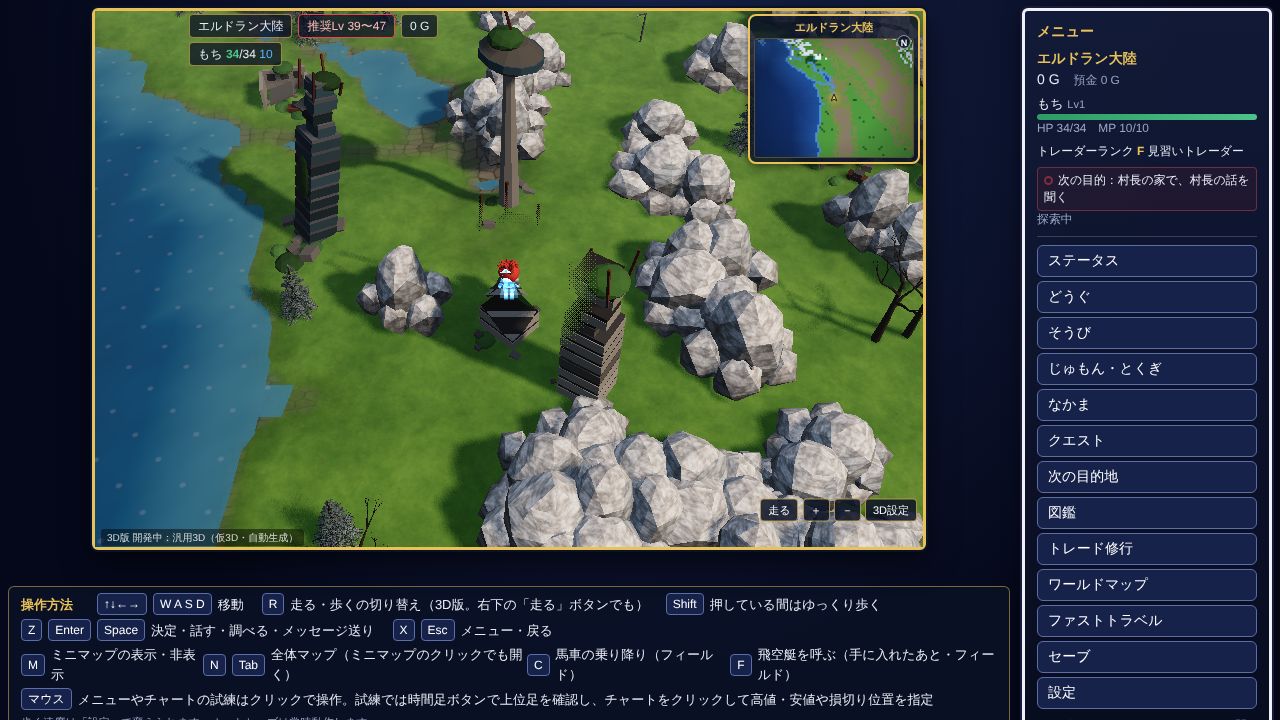 エルドラン大陸 推奨Lv 39〜47 0 G
もち 34/34 10
エルドラン大陸
N
走る + − 3D設定
3D版 開発中：汎用3D（仮3D・自動生成）
メニュー
エルドラン大陸
0 G 預金 0 G
もち Lv1
HP 34/34 MP 10/10
トレーダーランク F 見習いトレーダー
次の目的：村長の家で、村長の話を
聞く
探索中
ステータス
どうぐ
そうび
じゅもん・とくぎ
なかま
クエスト
次の目的地
図鑑
トレード修行
ワールドマップ
ファストトラベル
セーブ
設定
操作方法 ↑↓←→ W A S D 移動 R 走る・歩くの切り替え（3D版。右下の「走る」ボタンでも） Shift 押している間はゆっくり歩く
Z Enter Space 決定・話す・調べる・メッセージ送り X Esc メニュー・戻る
M ミニマップの表示・非表示 N Tab 全体マップ（ミニマップのクリックでも開く） C 馬車の乗り降り（フィールド） F 飛空艇を呼ぶ（手に入れたあと・フィールド）
マウス メニューやチャートの試練はクリックで操作。試練では時間足ボタンで上位足を確認し、チャートをクリックして高値・安値や損切り位置を指定